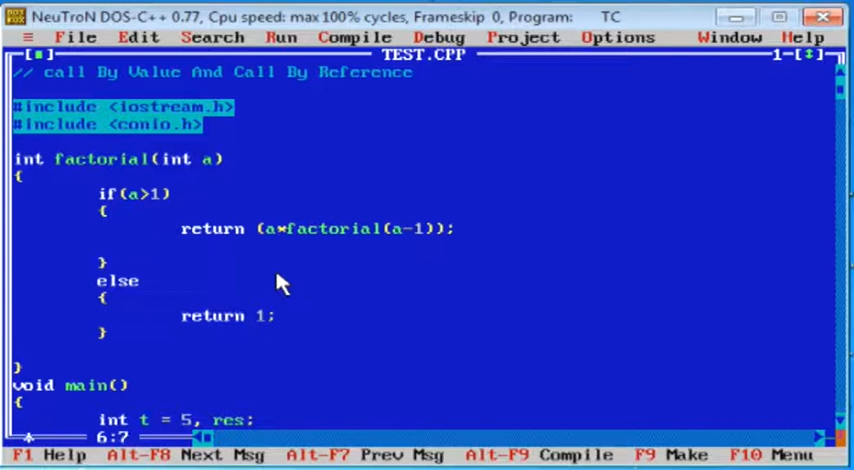 NeuTroN DOS-C++ 0.77, Cpu speed: max 100% cycles, Frameskip 0, Program: TC
≡ File Edit Search Run Compile Debug Project Options Window Help
[■] TEST.CPP 1-[↕]
// call By Value And Call By Reference
#include <iostream.h>
#include <conio.h>
int factorial(int a)
{
if(a>1)
{
return (a*factorial(a-1));
}
else
{
return 1;
}
}
void main()
{
int t = 5, res;
* 6:7
F1 Help Alt-F8 Next Msg Alt-F7 Prev Msg Alt-F9 Compile F9 Make F10 Menu